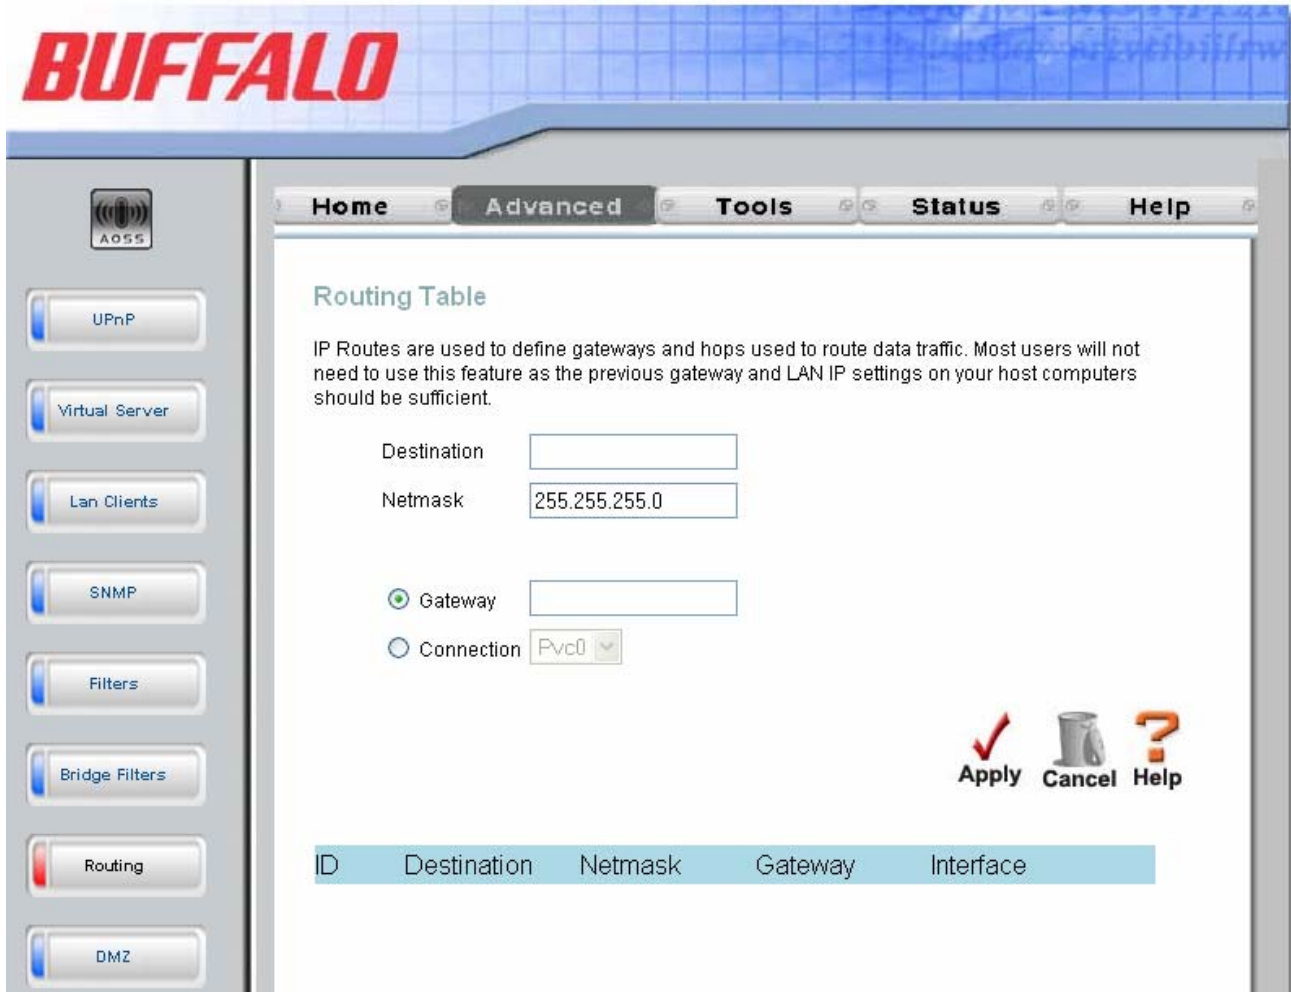 BUFFALO
AOSS
Home Advanced Tools Status Help
UPnP
Virtual Server
Lan Clients
SNMP
Filters
Bridge Filters
Routing
DMZ
Routing Table
IP Routes are used to define gateways and hops used to route data traffic. Most users will not
need to use this feature as the previous gateway and LAN IP settings on your host computers
should be sufficient.
Destination
Netmask 255.255.255.0
Gateway
Connection Pvc0
Apply Cancel Help
ID Destination Netmask Gateway Interface